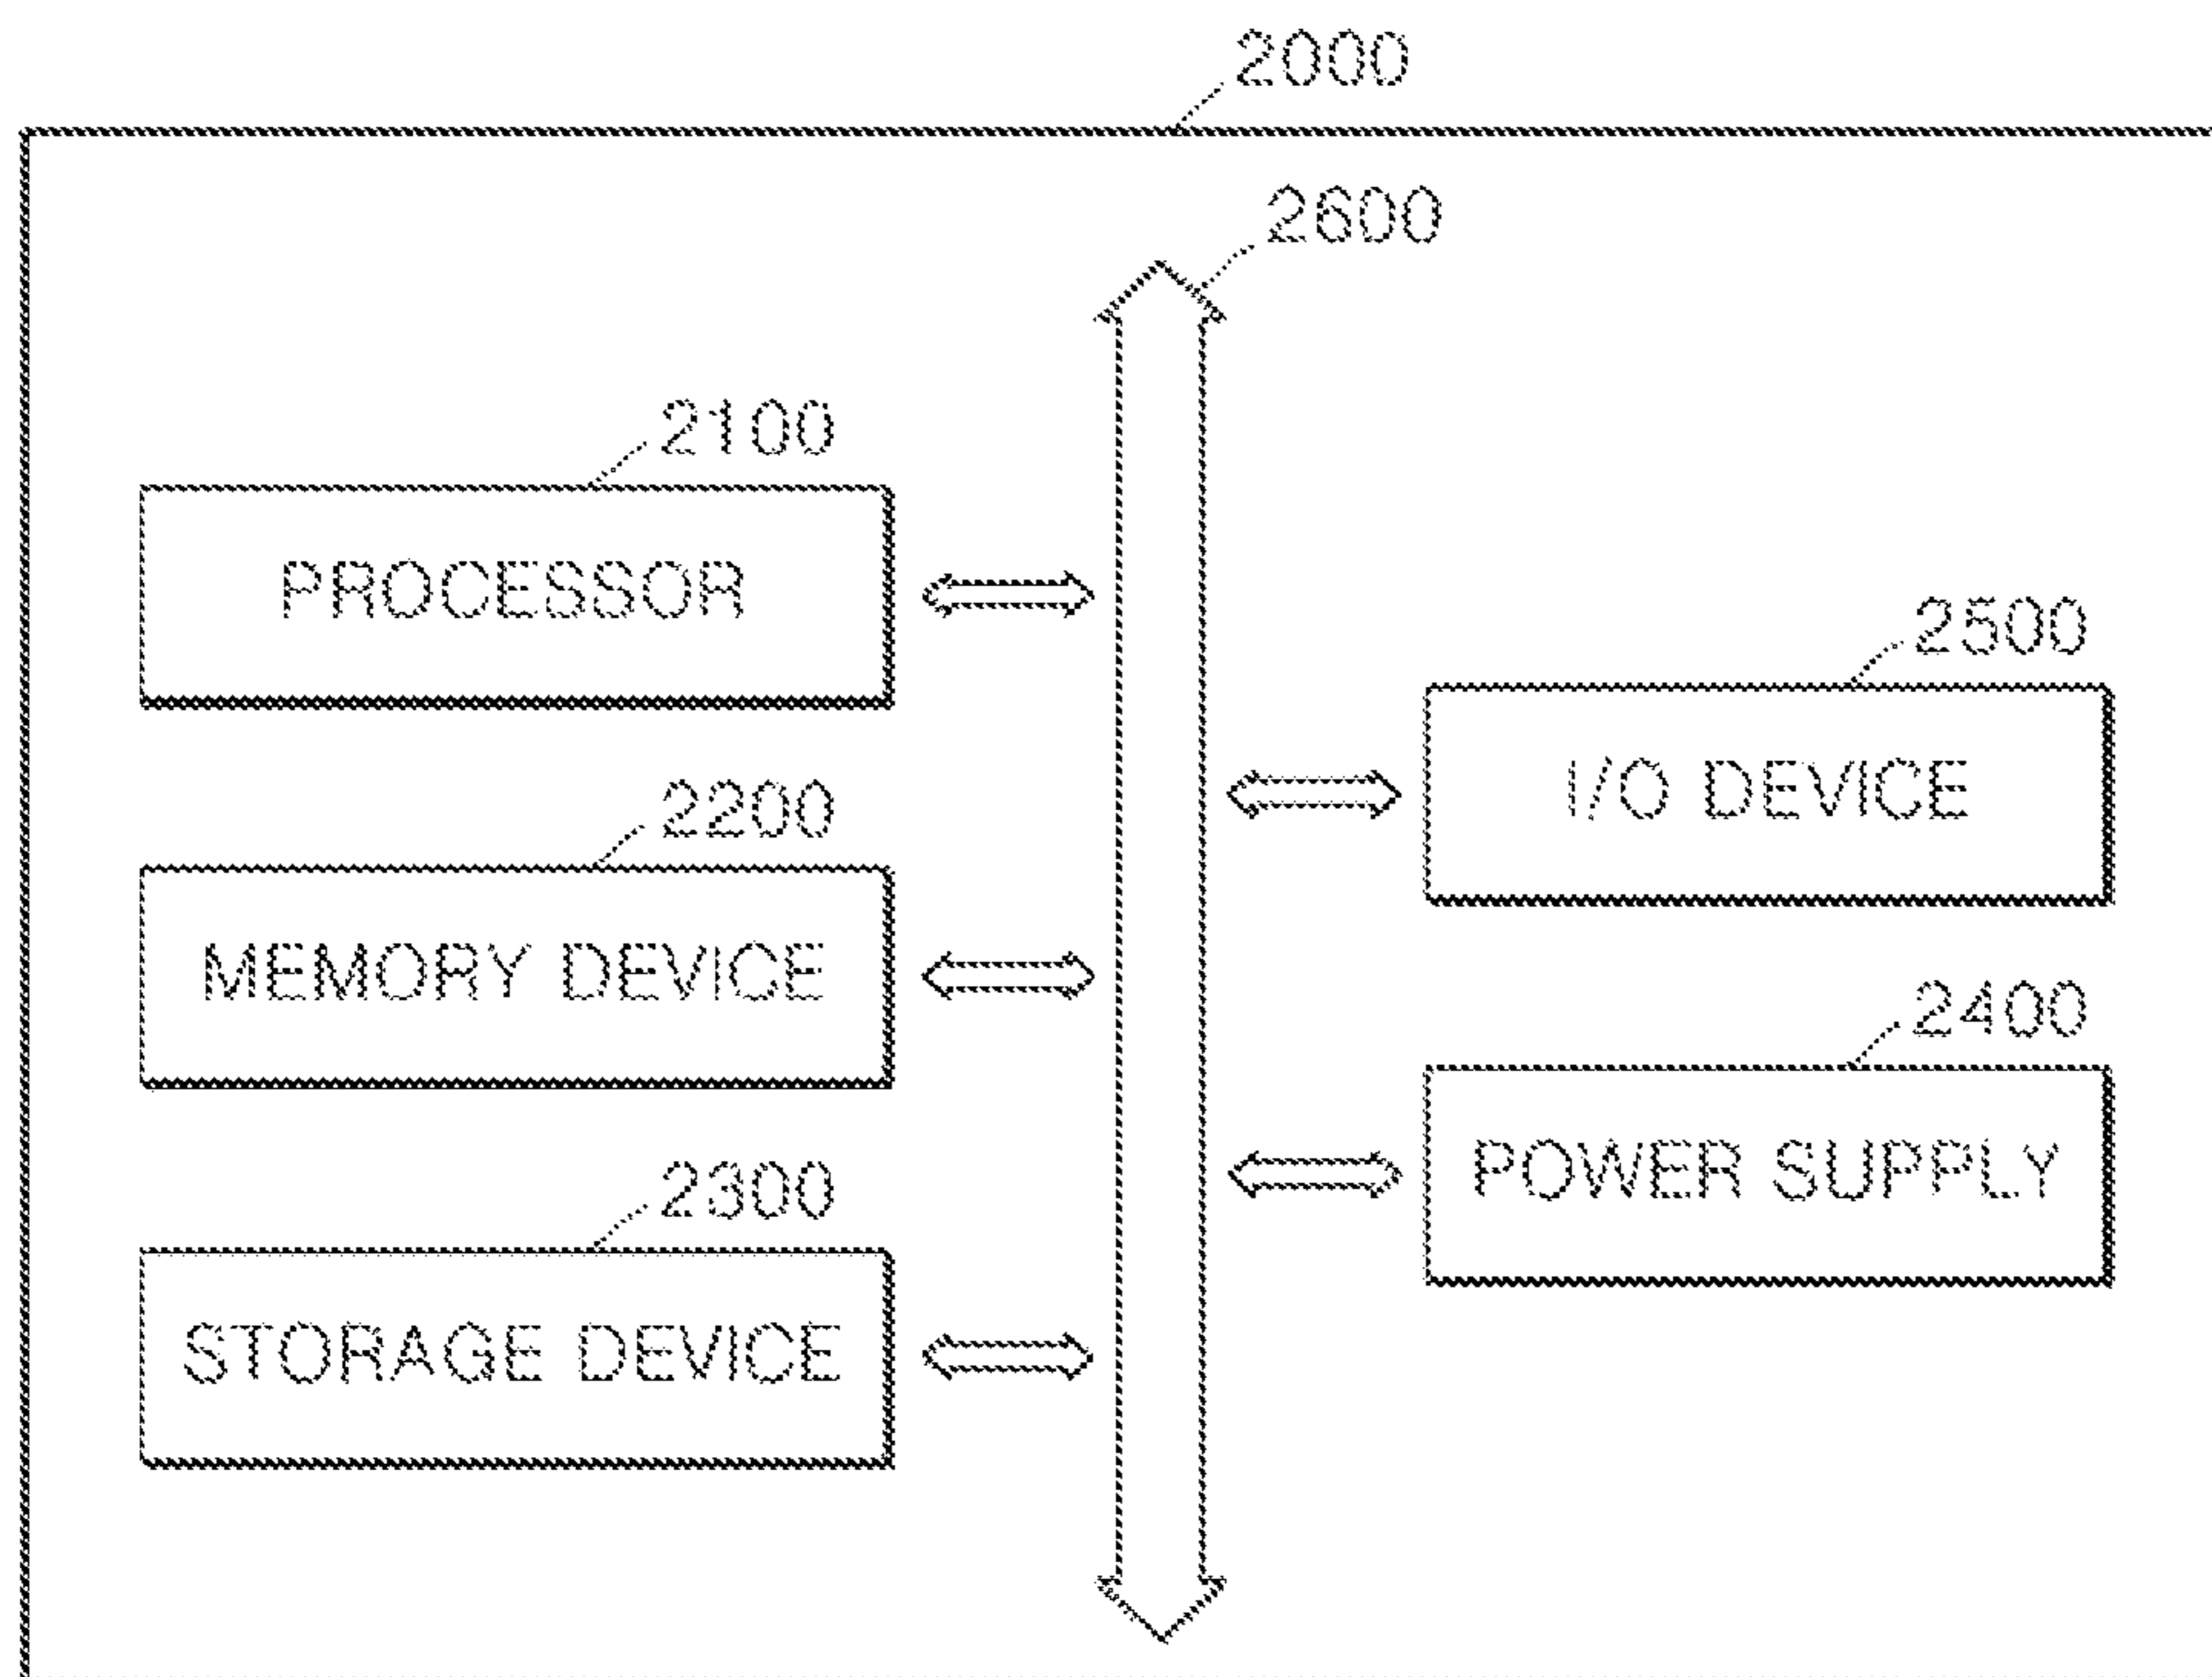 2000
2600
2100
PROCESSOR
2500
I/O DEVICE
2200
MEMORY DEVICE
2400
POWER SUPPLY
2300
STORAGE DEVICE